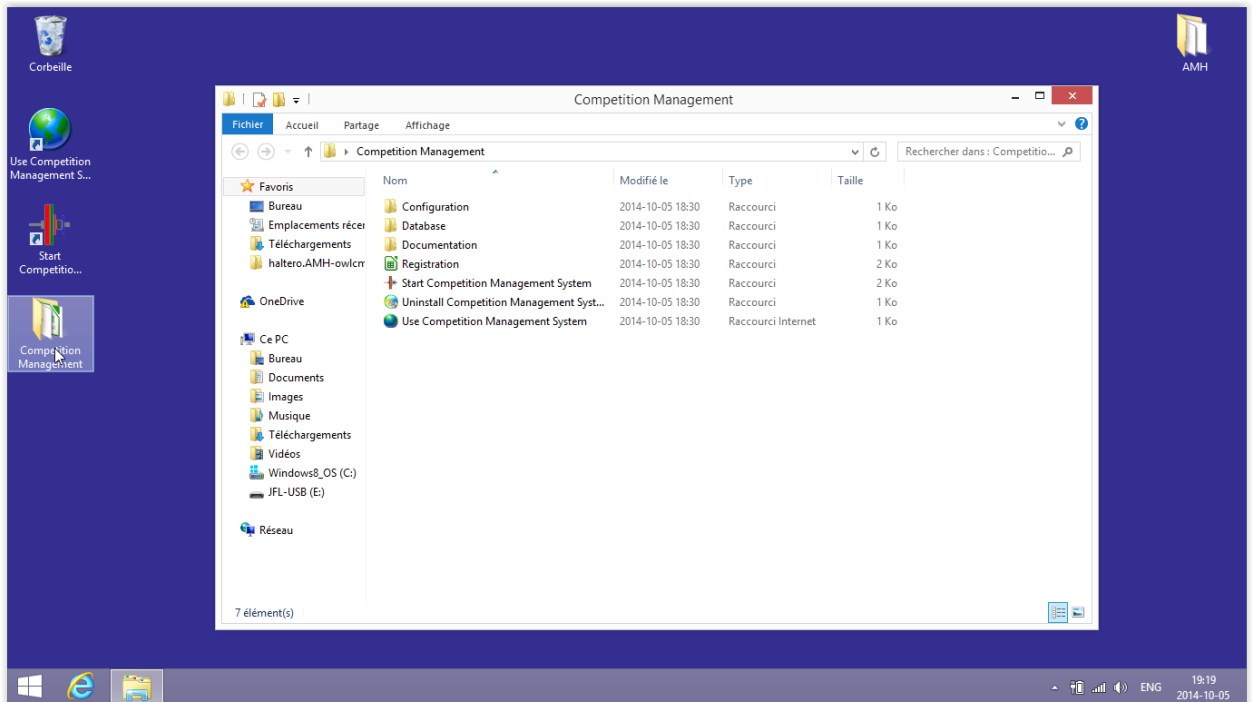 Corbeille
AMH
Use Competition
Management S...
Start
Competitio...
Competition
Management
Competition Management
Fichier Accueil Partage Affichage
Competition Management
Rechercher dans : Competitio...
Nom Modifié le Type Taille
Favoris
Bureau
Emplacements récer
Téléchargements
haltero.AMH-owlcm
OneDrive
Ce PC
Bureau
Documents
Images
Musique
Téléchargements
Vidéos
Windows8_OS (C:)
JFL-USB (E:)
Réseau
Configuration 2014-10-05 18:30 Raccourci 1 Ko
Database 2014-10-05 18:30 Raccourci 1 Ko
Documentation 2014-10-05 18:30 Raccourci 1 Ko
Registration 2014-10-05 18:30 Raccourci 2 Ko
Start Competition Management System 2014-10-05 18:30 Raccourci 2 Ko
Uninstall Competition Management Syst... 2014-10-05 18:30 Raccourci 1 Ko
Use Competition Management System 2014-10-05 18:30 Raccourci Internet 1 Ko
7 élément(s)
ENG
19:19
2014-10-05